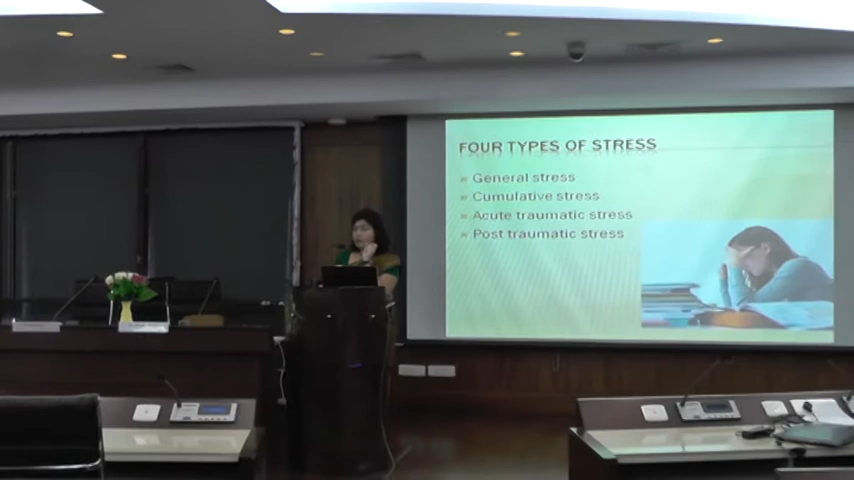 FOUR TYPES OF STRESS
» General stress
» Cumulative stress
» Acute traumatic stress
» Post traumatic stress